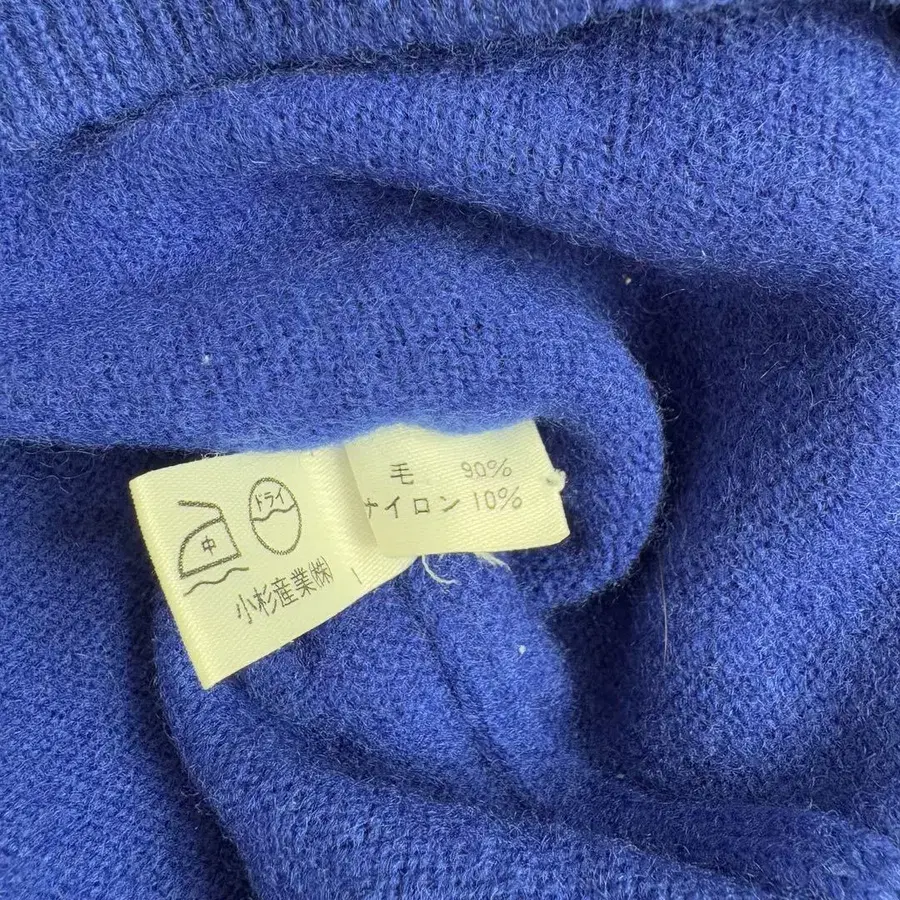 中
ドライ
小杉産業(株)
毛 90%
ナイロン 10%